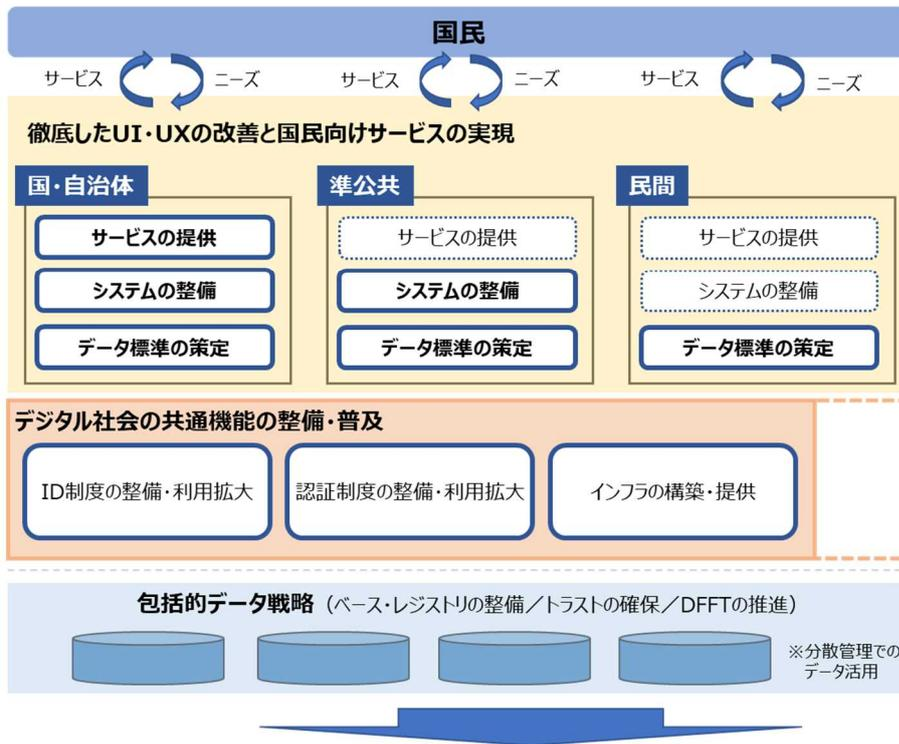 国民
サービス ニーズ サービス ニーズ サービス ニーズ
徹底したUI・UXの改善と国民向けサービスの実現
国・自治体
サービスの提供
システムの整備
データ標準の策定
準公共
サービスの提供
システムの整備
データ標準の策定
民間
サービスの提供
システムの整備
データ標準の策定
デジタル社会の共通機能の整備・普及
ID制度の整備・利用拡大
認証制度の整備・利用拡大
インフラの構築・提供
包括的データ戦略（ベース・レジストリの整備／トラストの確保／DFFTの推進）
※分散管理での
データ活用